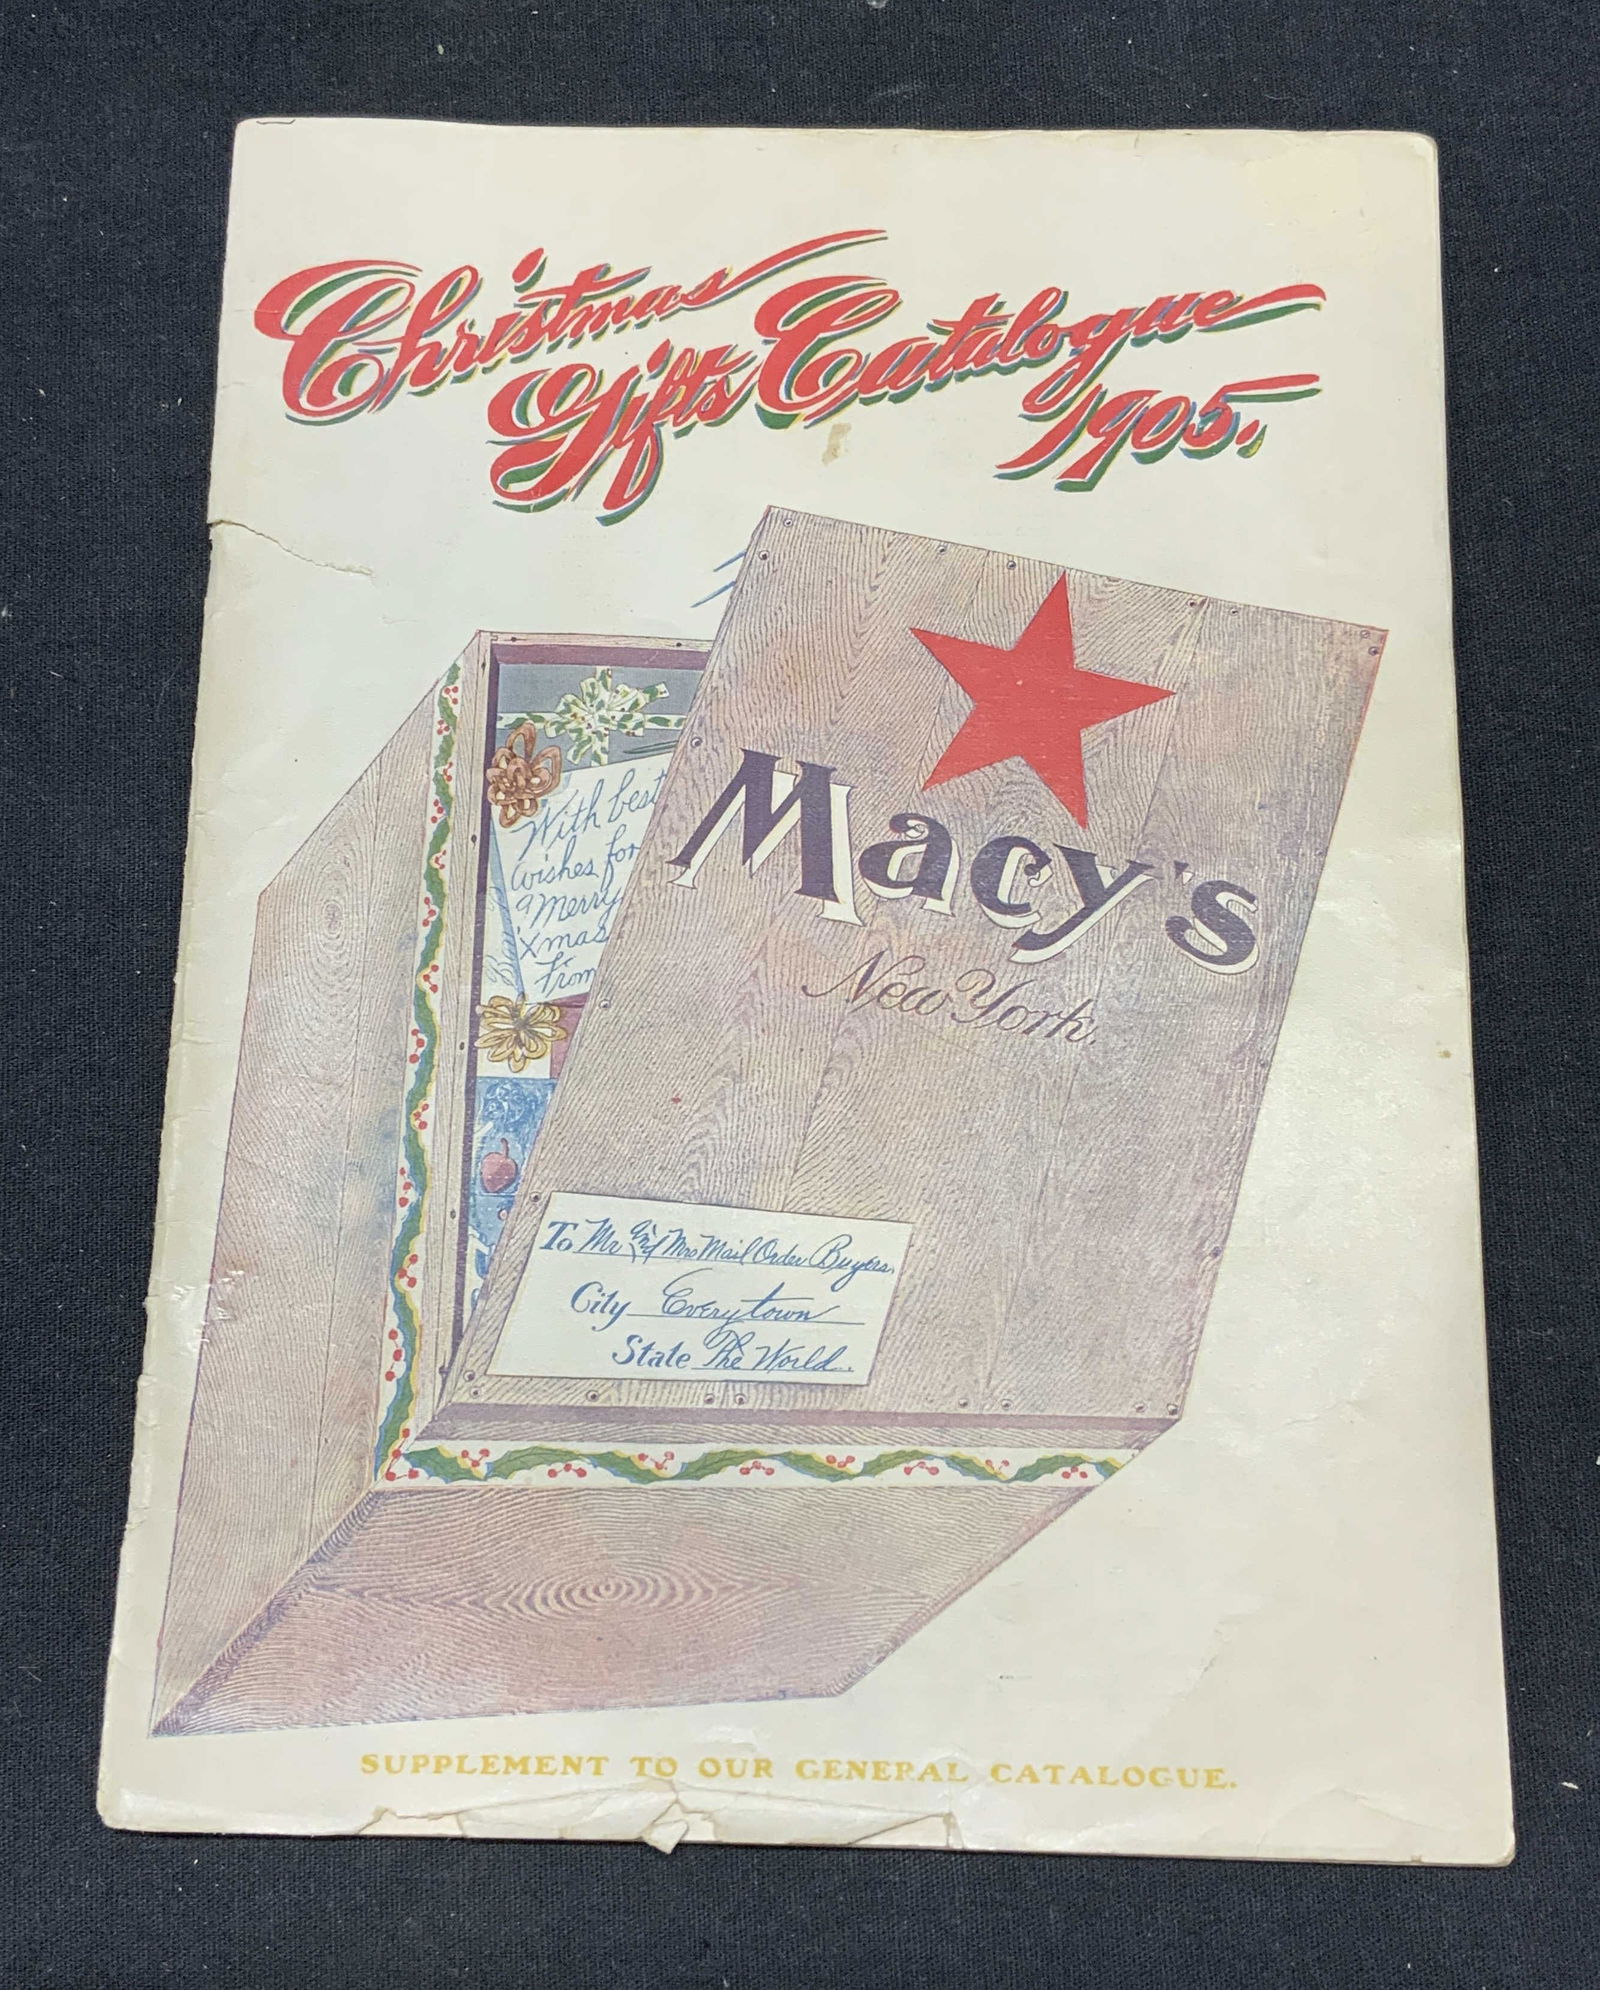 Christmas
Gifts Catalogue
1905.
With best
wishes for
a Merry
'xmas
from
Macy's
New York.
To Mr and Mrs Mail Order Buyers.
City Everytown
State The World.
SUPPLEMENT TO OUR GENERAL CATALOGUE.